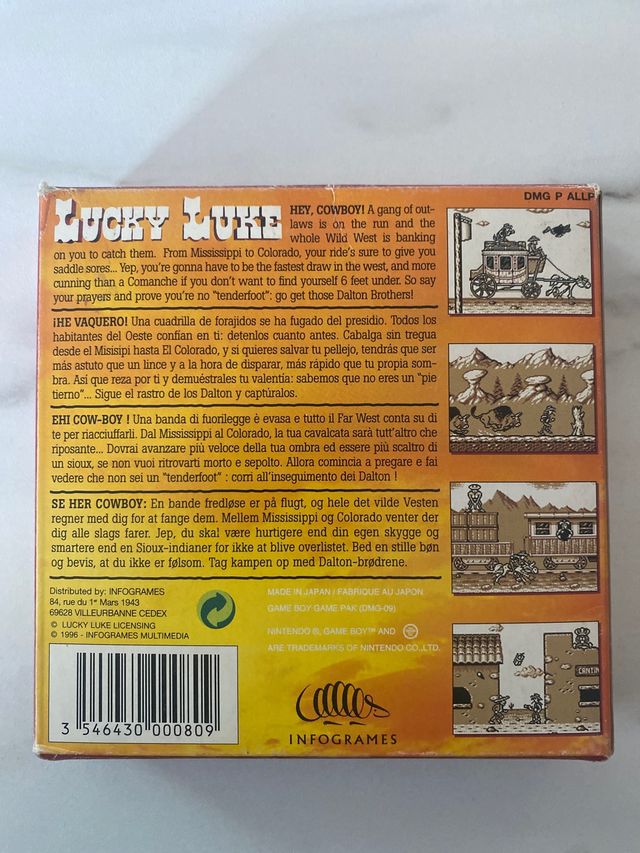 DMG P ALLP
LUCKY LUKE
HEY, COWBOY! A gang of out-
laws is on the run and the
whole Wild West is banking
on you to catch them. From Mississippi to Colorado, your ride's sure to give you
saddle sores... Yep, you're gonna have to be the fastest draw in the west, and more
cunning than a Comanche if you don't want to find yourself 6 feet under. So say
your prayers and prove you're no "tenderfoot": go get those Dalton Brothers!
¡HE VAQUERO! Una cuadrilla de forajidos se ha fugado del presidio. Todos los
habitantes del Oeste confian en ti: detenlos cuanto antes. Cabalga sin tregua
desde el Misisipi hasta El Colorado, y si quieres salvar tu pellejo, tendrás que ser
más astuto que un lince y a la hora de disparar, más rápido que tu propia som-
bra. Así que reza por ti y demuéstrales tu valentía: sabemos que no eres un "pie
tierno"... Sigue el rastro de los Dalton y captúralos.
EHI COW-BOY ! Una banda di fuorilegge è evasa e tutto il Far West conta su di
te per riacciuffarli. Dal Mississippi al Colorado, la tua cavalcata sarà tutt'altro che
riposante... Dovrai avanzare più veloce della tua ombra ed essere più scaltro di
un sioux, se non vuoi ritrovarti morto e sepolto. Allora comincia a pregare e fai
vedere che non sei un "tenderfoot" : corri all'inseguimento dei Dalton !
SE HER COWBOY: En bande fredløse er på flugt, og hele det vilde Vesten
regner med dig for at fange dem. Mellem Mississippi og Colorado venter der
dig alle slags farer. Jep, du skal være hurtigere end din egen skygge og
smartere end en Sioux-indianer for ikke at blive overlistet. Bed en stille bøn
og bevis, at du ikke er følsom. Tag kampen op med Dalton-brødrene.
Distributed by: INFOGRAMES
84, rue du 1er Mars 1943
69628 VILLEURBANNE CEDEX
© LUCKY LUKE LICENSING
© 1996 - INFOGRAMES MULTIMEDIA
MADE IN JAPAN / FABRIQUE AU JAPON
GAME BOY GAME PAK (DMG-09)
NINTENDO ®, GAME BOY™ AND
ARE TRADEMARKS OF NINTENDO CO.,LTD.
3 546430 000809
INFOGRAMES
CANTIN